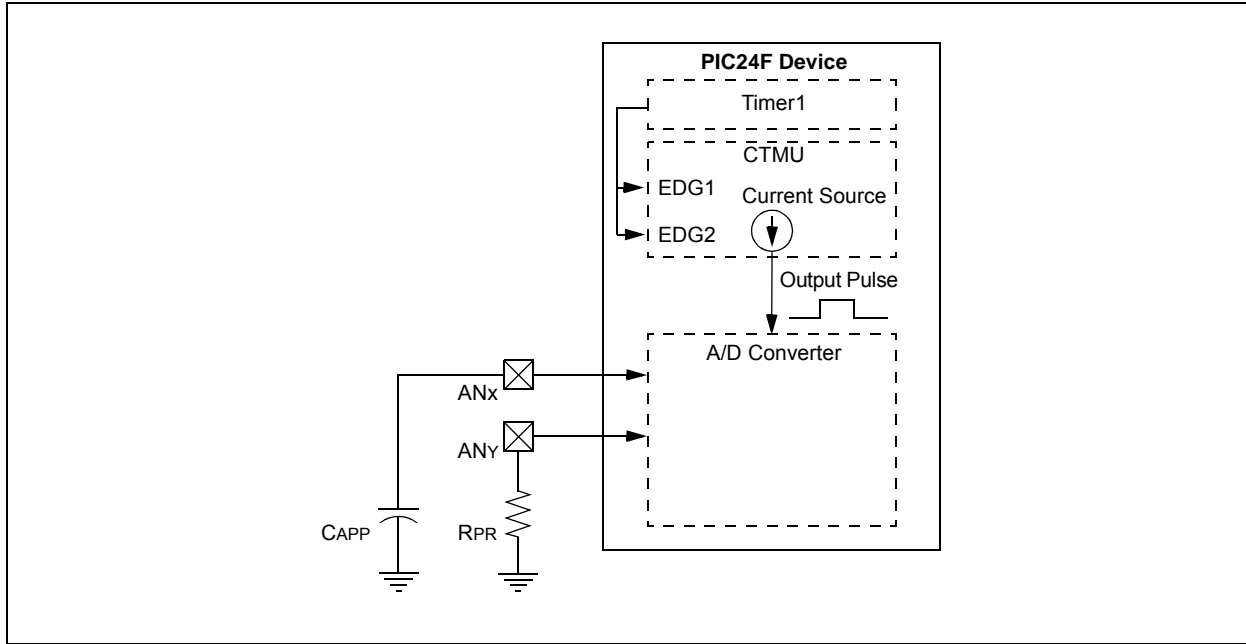 PIC24F Device
Timer1
CTMU
EDG1
Current Source
EDG2
Output Pulse
A/D Converter
ANX
ANY
CAPP
RPR